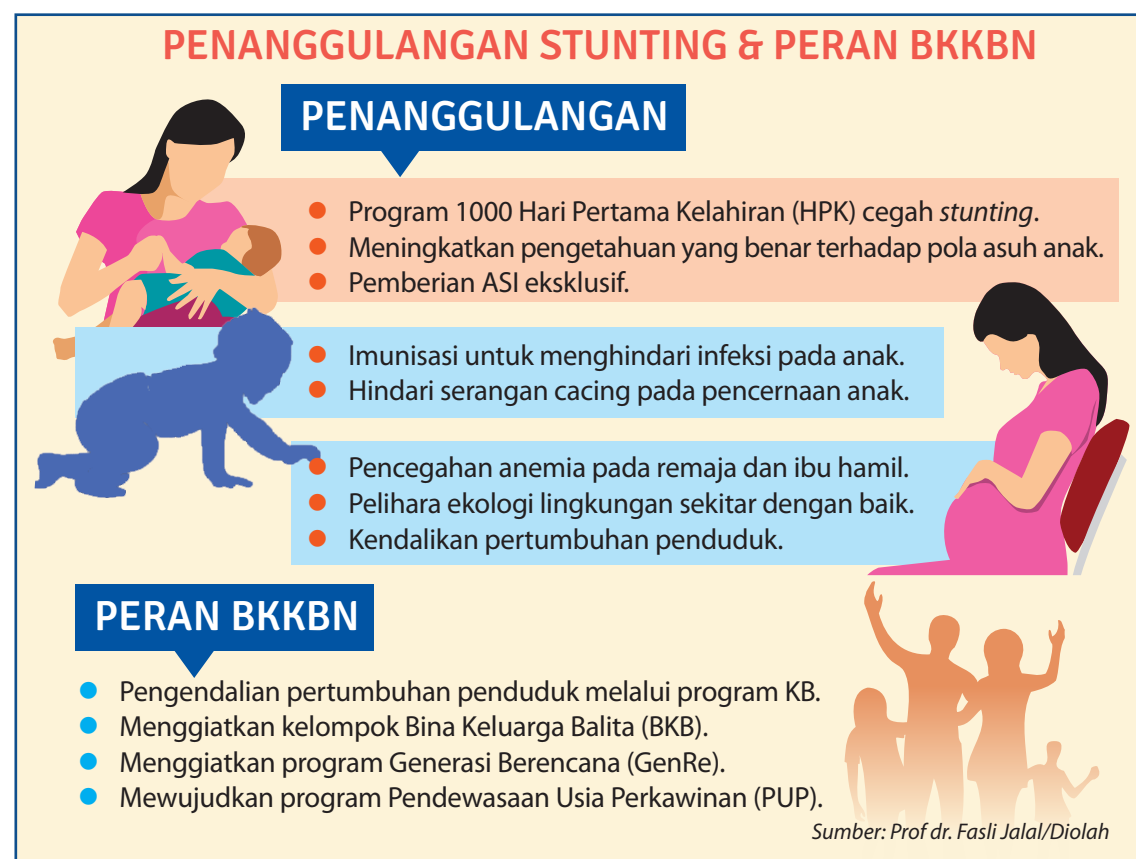 PENANGGULANGAN STUNTING & PERAN BKKBN
PENANGGULANGAN
● Program 1000 Hari Pertama Kelahiran (HPK) cegah stunting.
● Meningkatkan pengetahuan yang benar terhadap pola asuh anak.
● Pemberian ASI eksklusif.
● Imunisasi untuk menghindari infeksi pada anak.
● Hindari serangan cacing pada pencernaan anak.
● Pencegahan anemia pada remaja dan ibu hamil.
● Pelihara ekologi lingkungan sekitar dengan baik.
● Kendalikan pertumbuhan penduduk.
PERAN BKKBN
● Pengendalian pertumbuhan penduduk melalui program KB.
● Menggiatkan kelompok Bina Keluarga Balita (BKB).
● Menggiatkan program Generasi Berencana (GenRe).
● Mewujudkan program Pendewasaan Usia Perkawinan (PUP).
Sumber: Prof dr. Fasli Jalal/Diolah